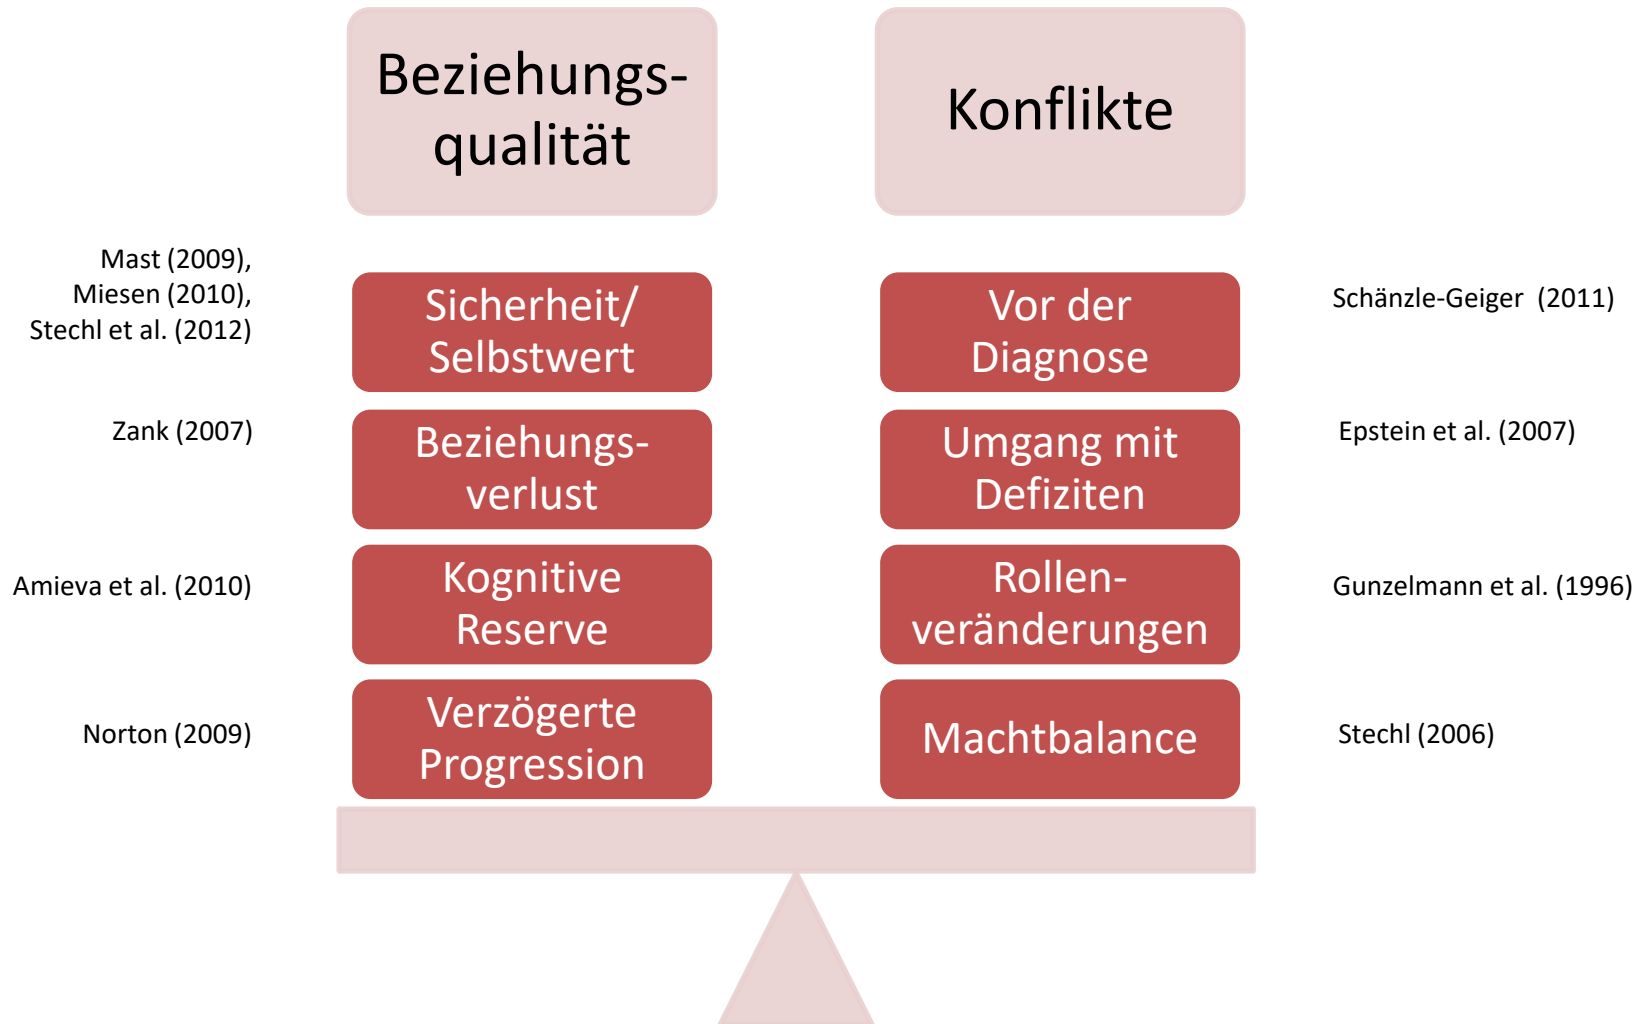 Beziehungs-
qualität
Konflikte
Mast (2009),
Miesen (2010),
Stechl et al. (2012)
Sicherheit/
Selbstwert
Vor der
Diagnose
Schänzle-Geiger (2011)
Zank (2007)
Beziehungs-
verlust
Umgang mit
Defiziten
Epstein et al. (2007)
Amieva et al. (2010)
Kognitive
Reserve
Rollen-
veränderungen
Gunzelmann et al. (1996)
Norton (2009)
Verzögerte
Progression
Machtbalance
Stechl (2006)